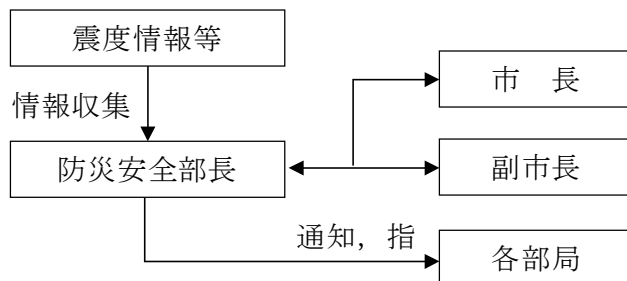 震度情報等
市　長
情報収集
防災安全部長
副市長
通知，指
各部局